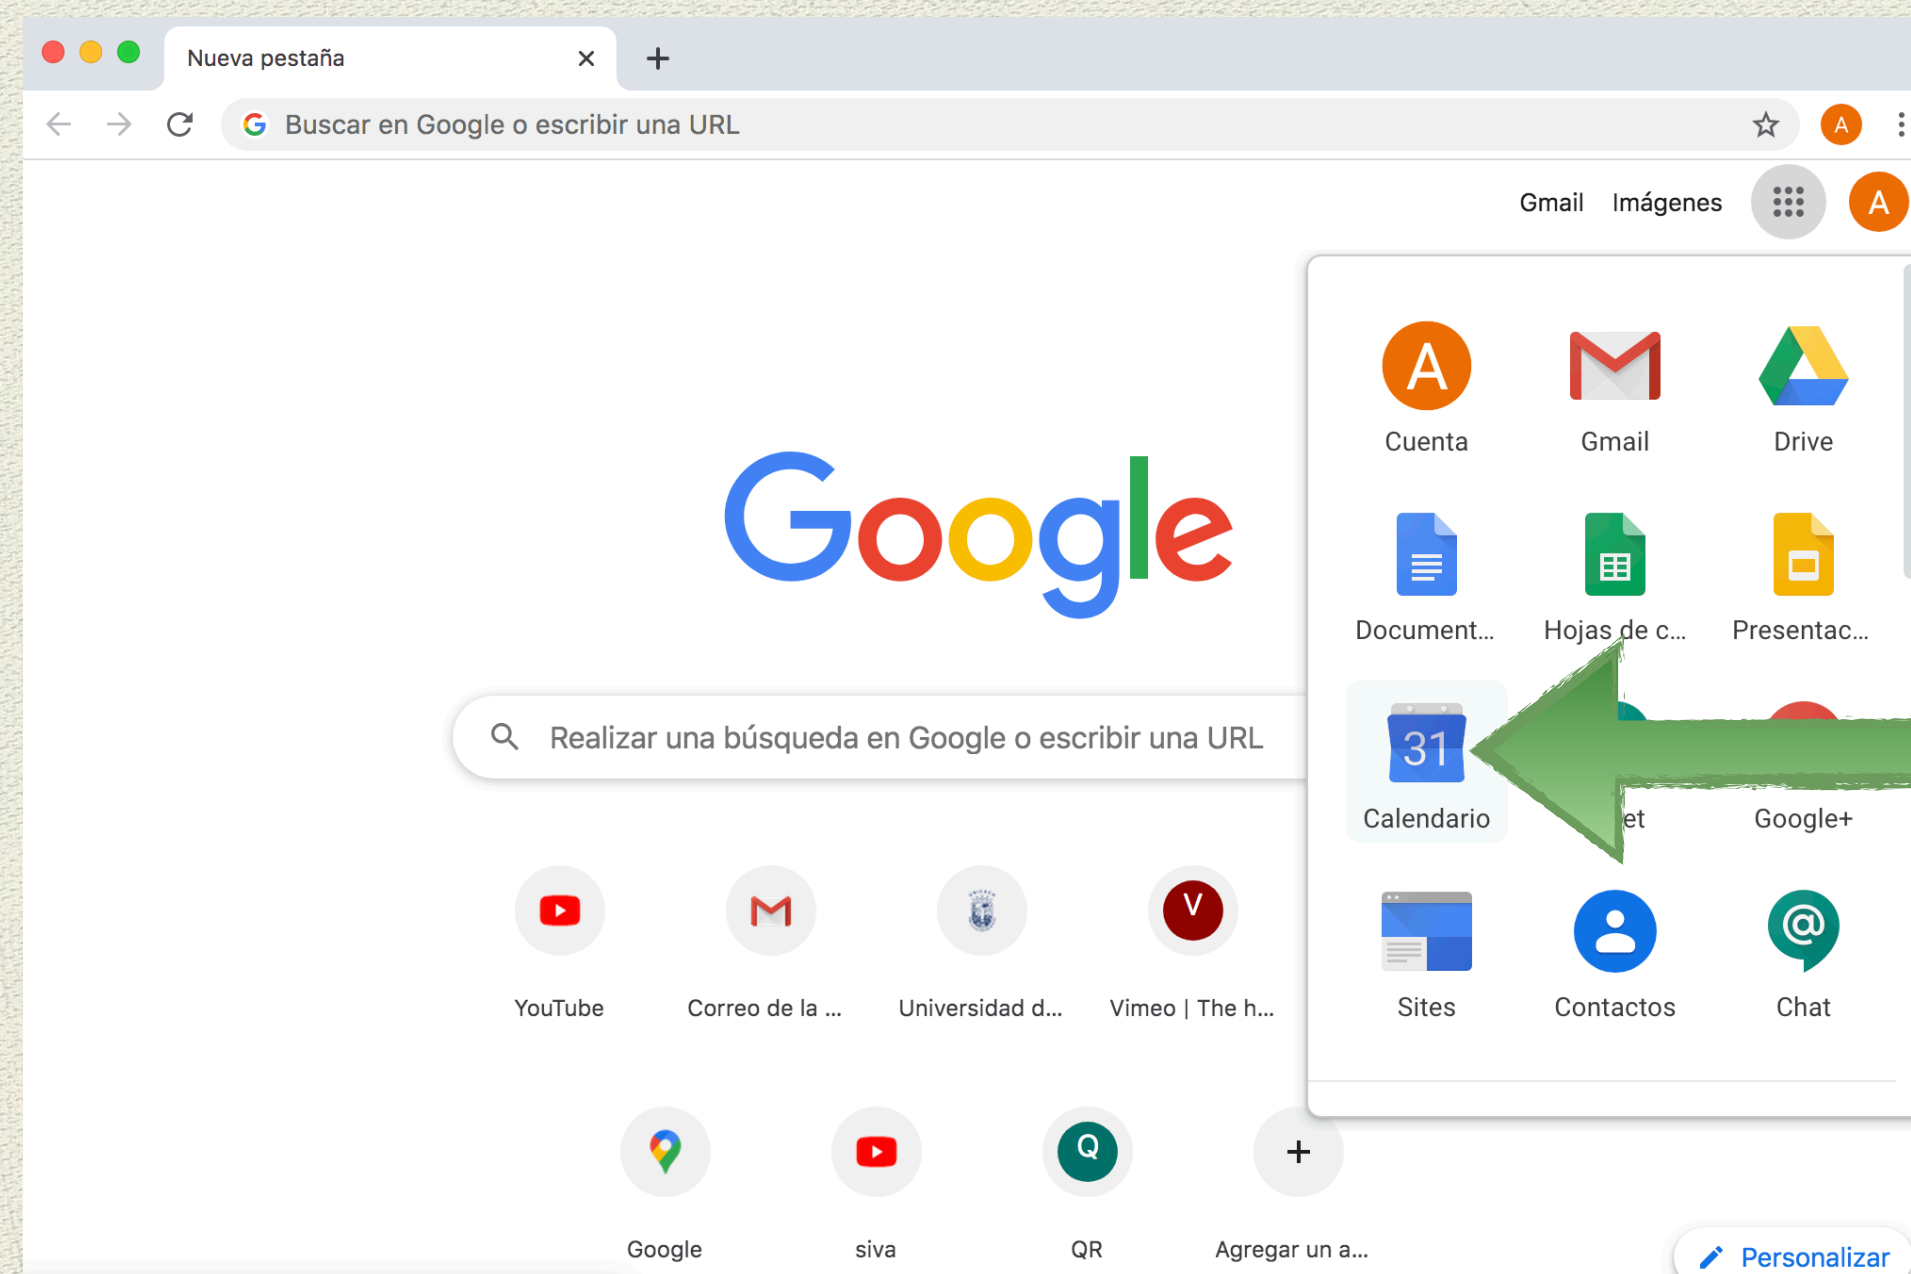 Nueva pestaña
Buscar en Google o escribir una URL
A
Gmail Imágenes
A
A
Cuenta Gmail Drive
Document... Hojas de c... Presentac...
Google
31
Realizar una búsqueda en Google o escribir una URL
Calendario et Google+
V
YouTube Correo de la ... Universidad d... Vimeo | The h...
Sites Contactos Chat
Q
Google siva QR Agregar un a...
Personalizar